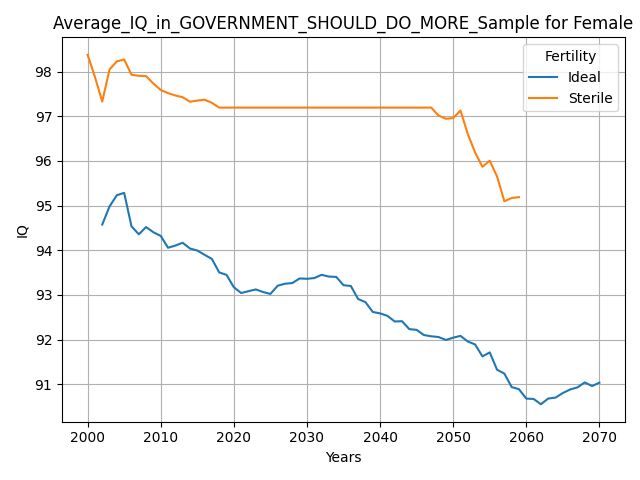 Average_IQ_in_GOVERNMENT_SHOULD_DO_MORE_Sample for Female
Fertility
Ideal
Sterile
98
97
96
95
94
93
92
91
IQ
2000 2010 2020 2030 2040 2050 2060 2070
Years